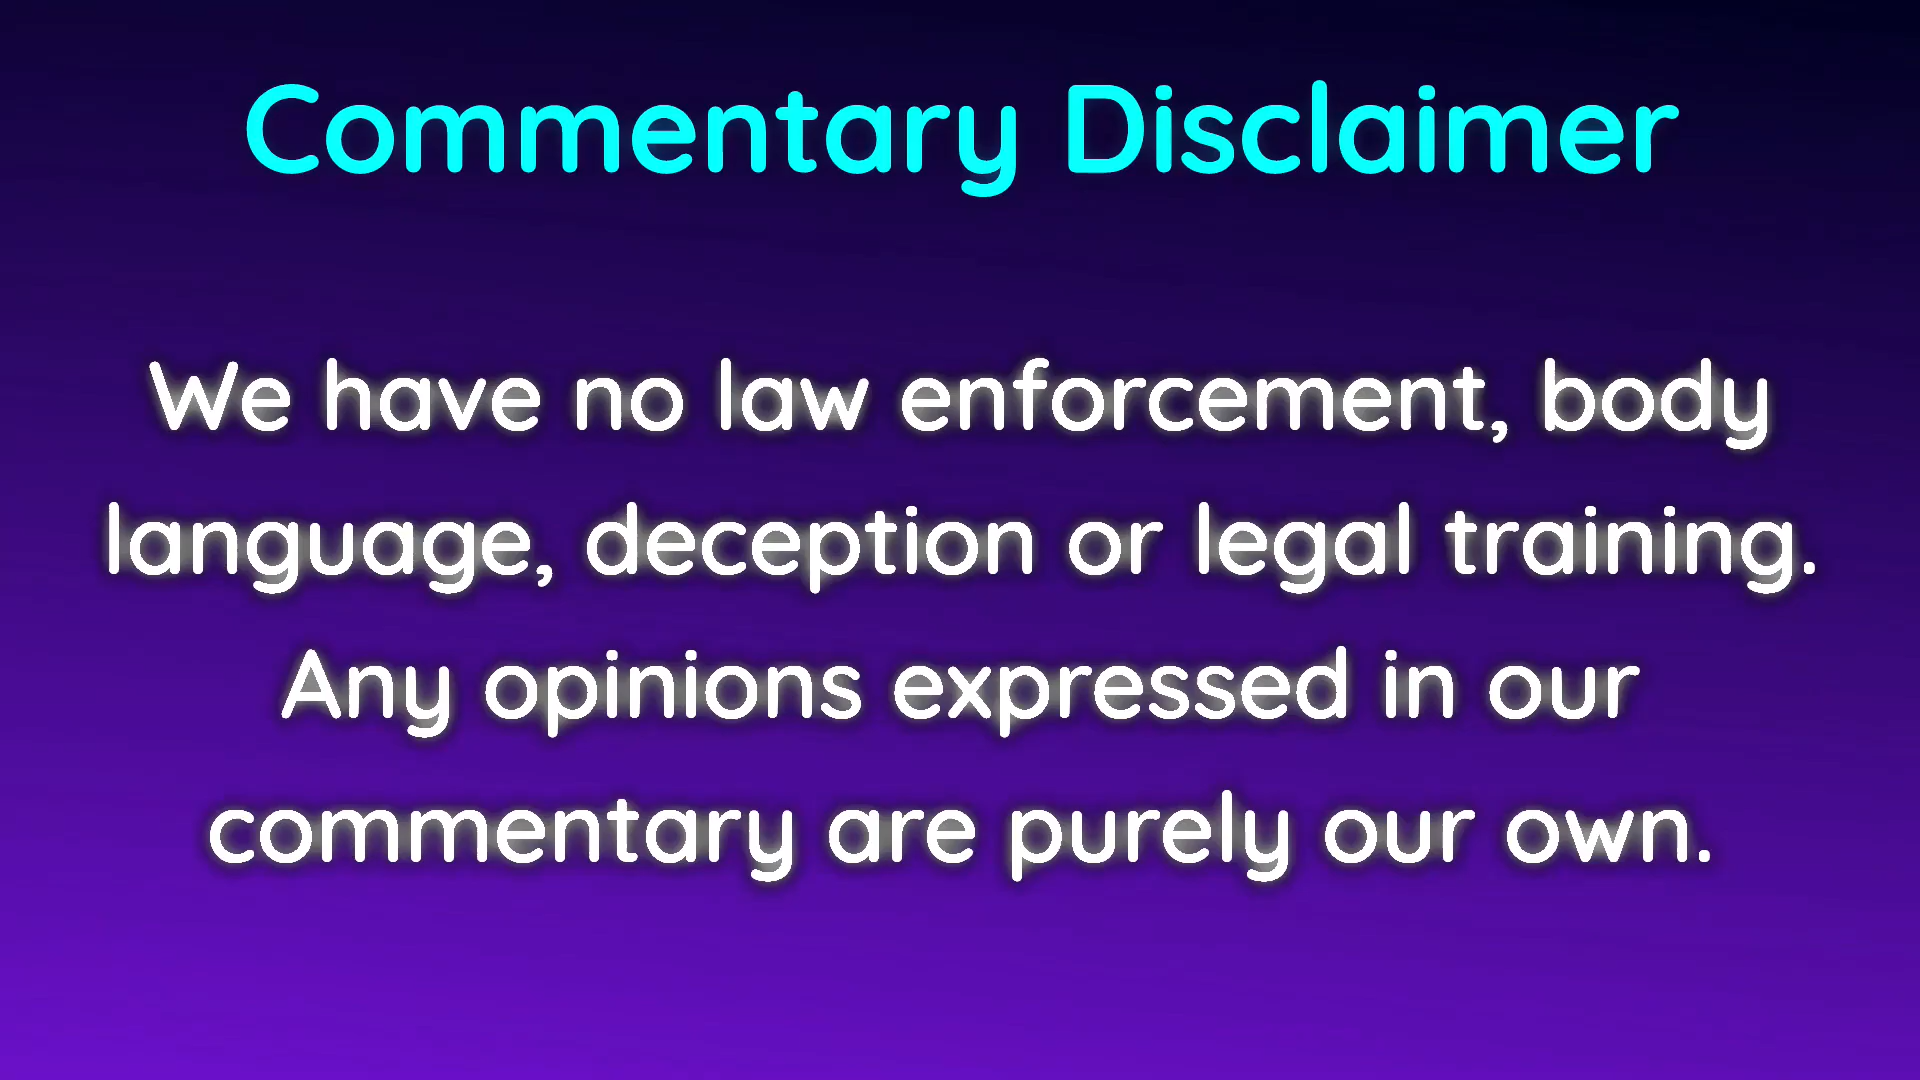 Commentary Disclaimer
We have no law enforcement, body
language, deception or legal training.
Any opinions expressed in our
commentary are purely our own.